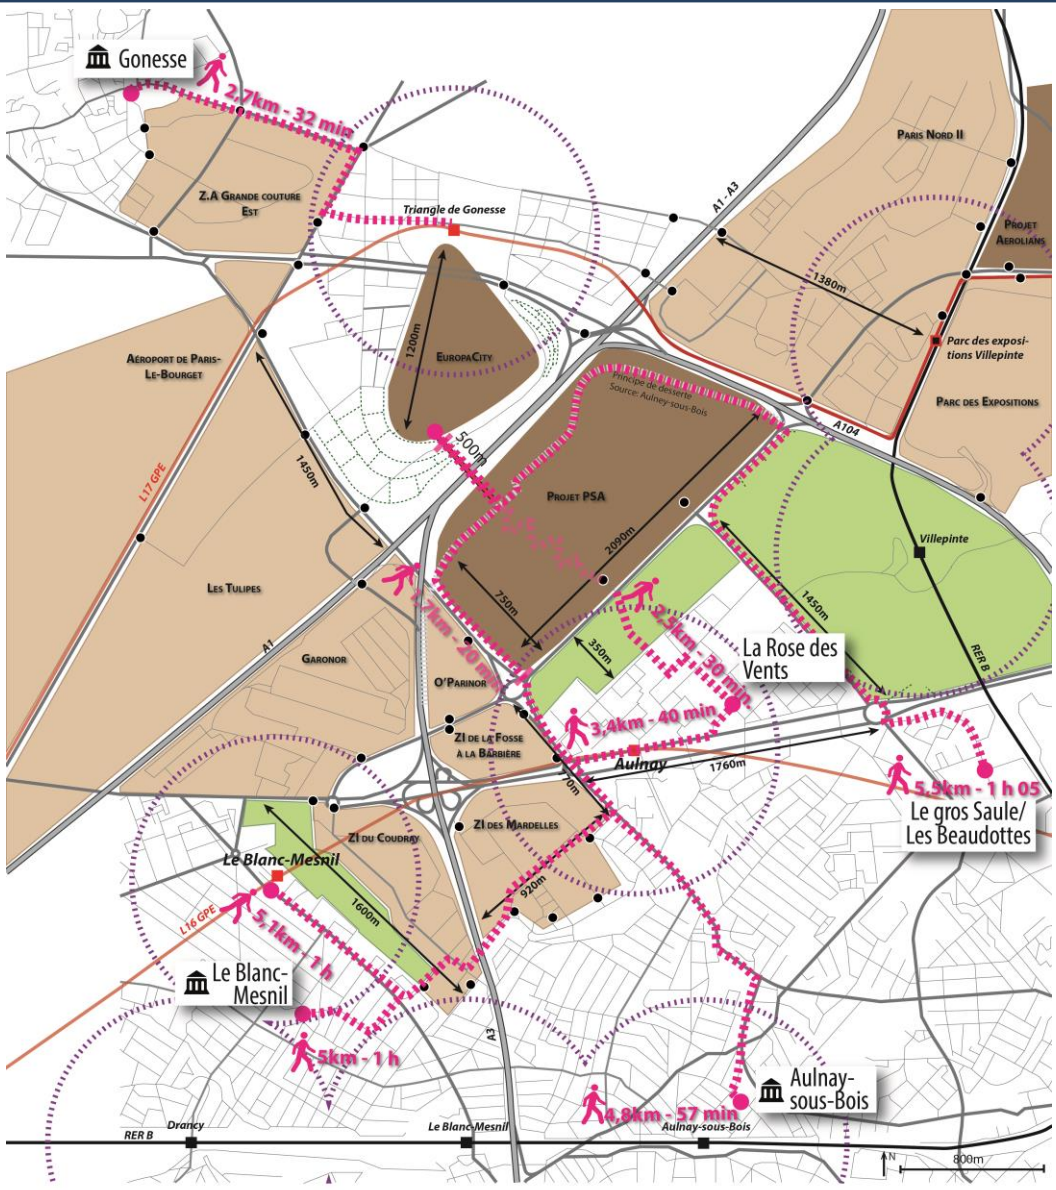 Gonesse
2,7km - 32 min
PARIS NORD II
Z.A GRANDE COUTURE
EST
A1 - A3
Triangle de Gonesse
PROJET
AEROLIANS
1380m
1200m
EUROPACITY
AÉROPORT DE PARIS-
LE-BOURGET
Parc des exposi-
tions Villepinte
Principe de desserte
Source: Aulnay-sous-Bois
PARC DES EXPOSITIONS
A104
500m
1450m
L17 GPE
PROJET PSA
2090m
Villepinte
LES TULIPES
750m
1450m
1,7km - 20 min
2,5km - 30 min
A1
GARONOR
350m
La Rose des
Vents
RER B
O'PARINOR
3,4km - 40 min
ZI DE LA FOSSE
À LA BARBIÈRE
Aulnay
1760m
770m
5,5km - 1 h 05
Le gros Saule/
Les Beaudottes
ZI DU COUDRAY
ZI DES MARDELLES
Le Blanc-Mesnil
920m
1600m
L16 GPE
5,1km - 1 h
Le Blanc-
Mesnil
A3
5km - 1 h
Aulnay-
sous-Bois
4,8km - 57 min
RER B
Drancy
Le Blanc-Mesnil
Aulnay-sous-Bois
N
800m